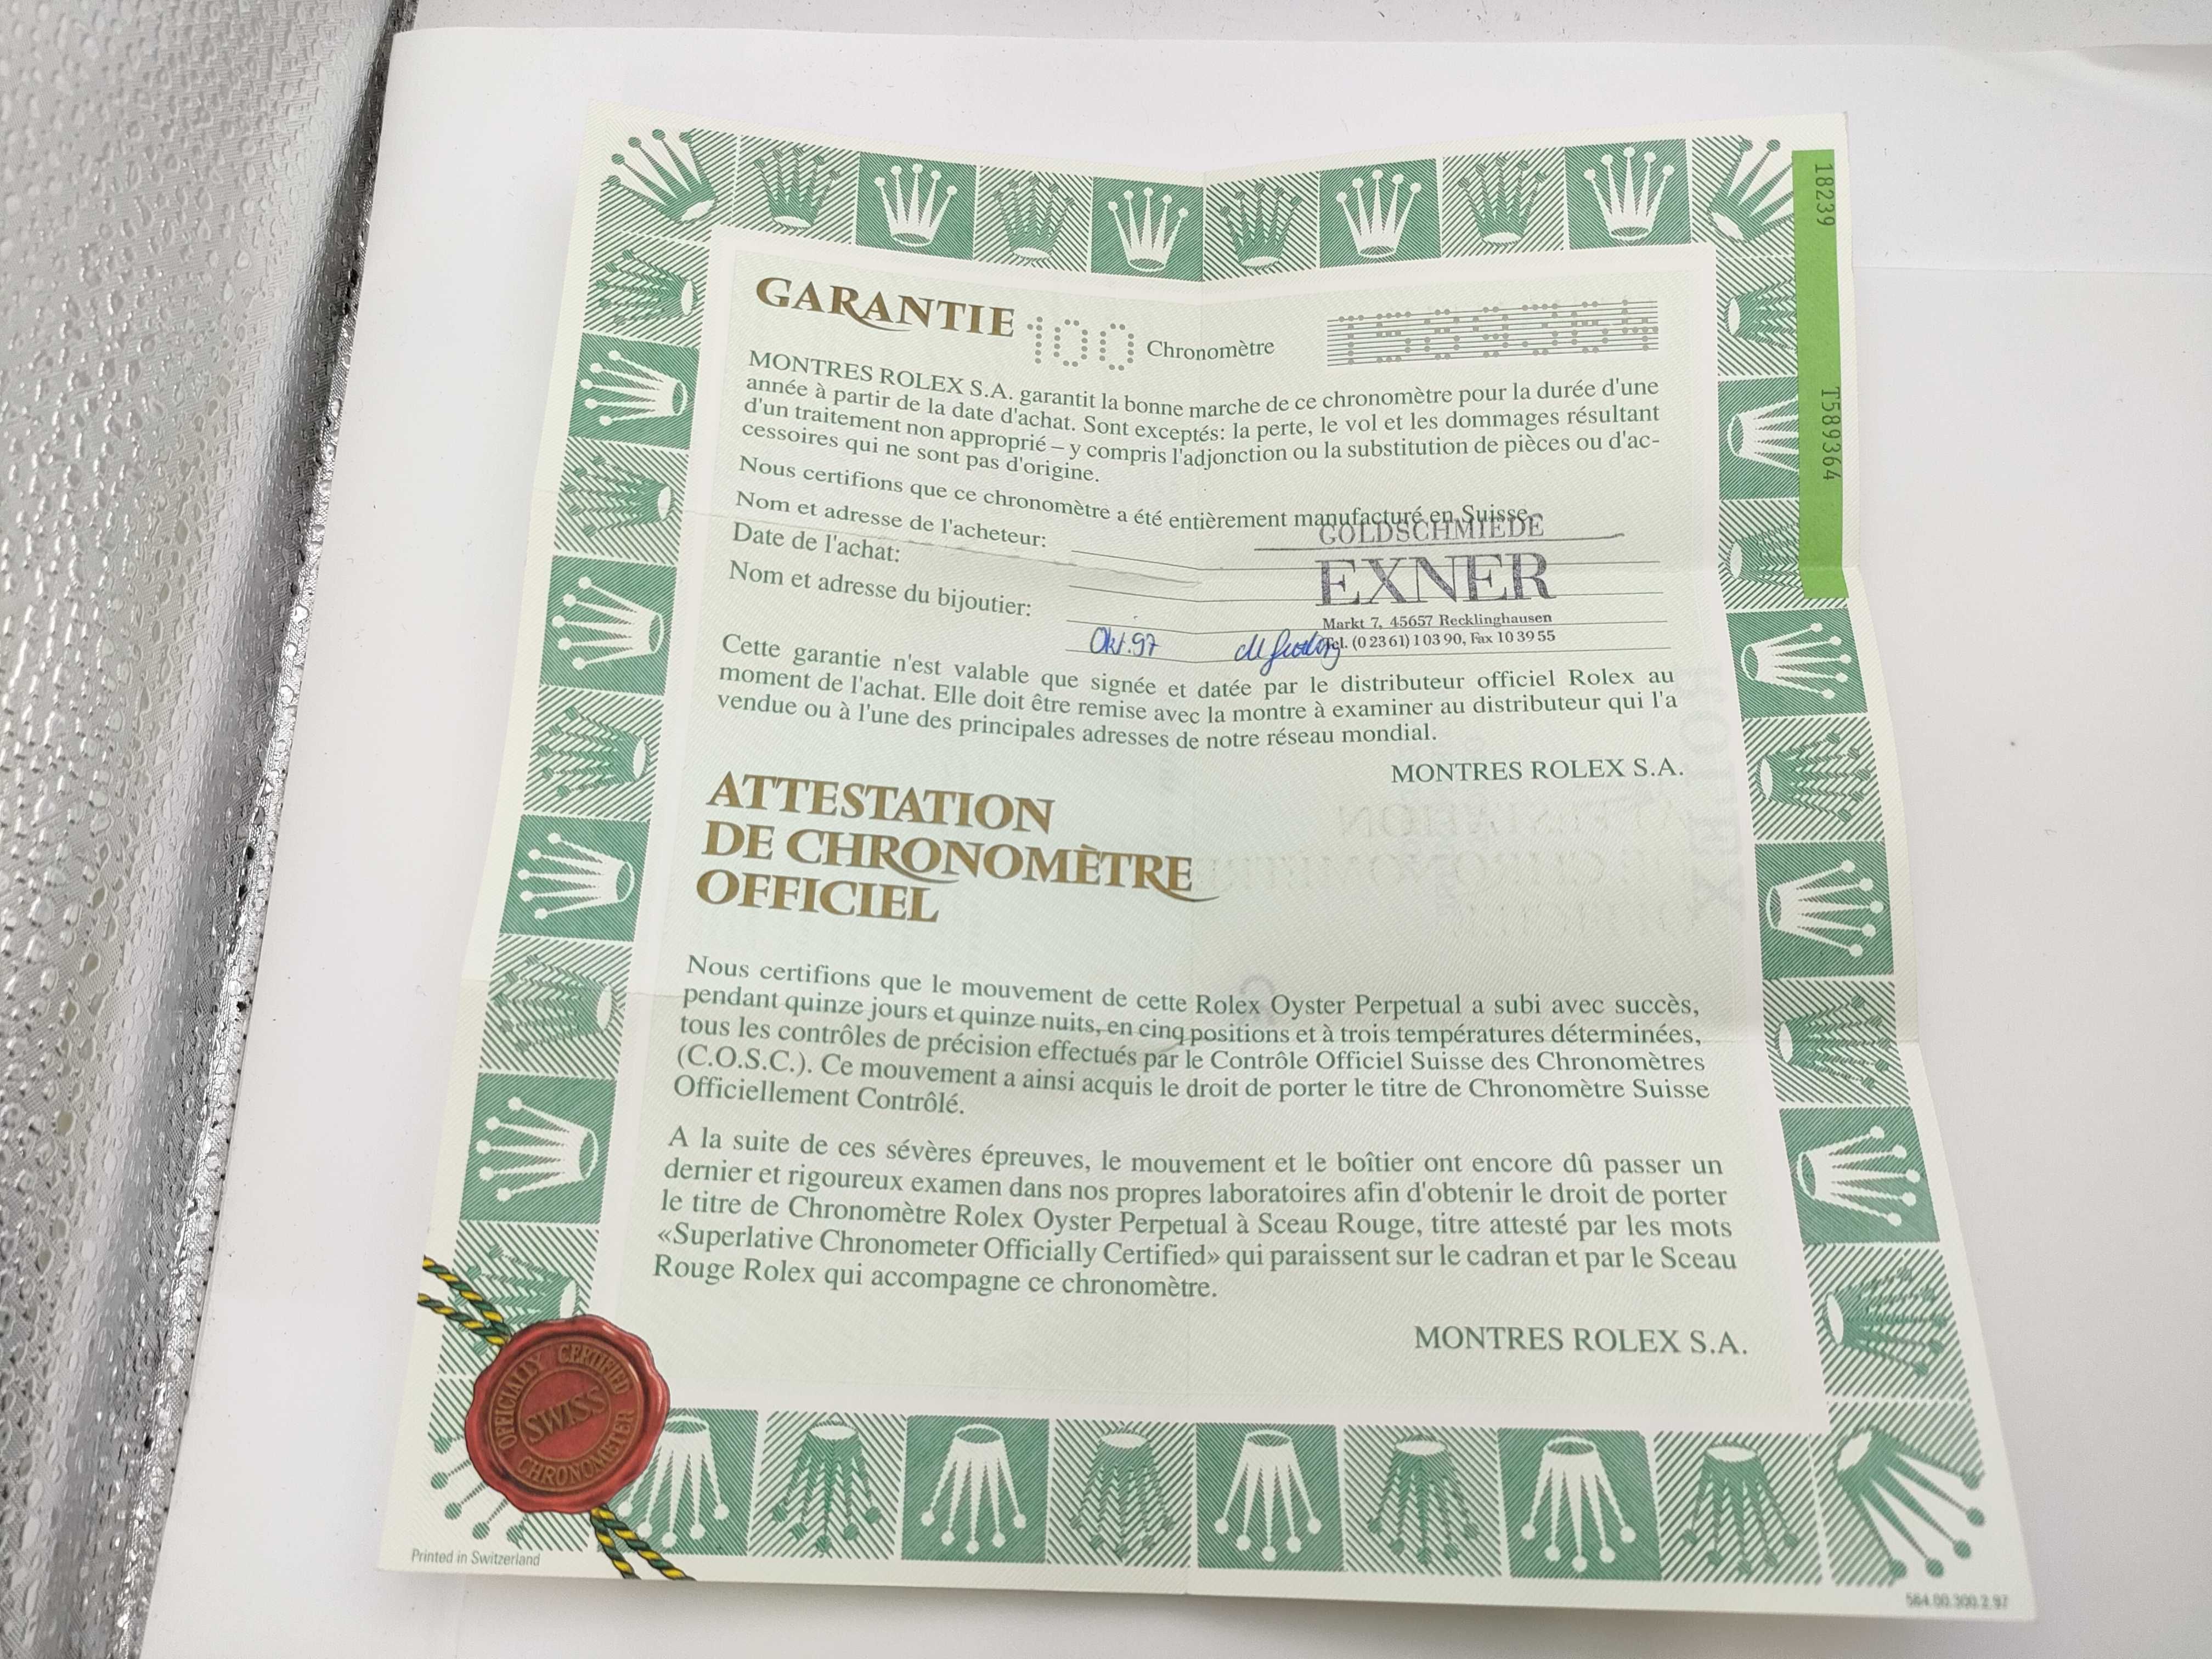 18239
T589364
GARANTIE 100 Chronomètre T589364
MONTRES ROLEX S.A. garantit la bonne marche de ce chronomètre pour la durée d'une
année à partir de la date d'achat. Sont exceptés: la perte, le vol et les dommages résultant
d'un traitement non approprié – y compris l'adjonction ou la substitution de pièces ou d'ac-
cessoires qui ne sont pas d'origine.
Nous certifions que ce chronomètre a été entièrement manufacturé en Suisse.
Nom et adresse de l'acheteur:
Date de l'achat:
Nom et adresse du bijoutier:
GOLDSCHMIEDE
EXNER
Markt 7, 45657 Recklinghausen
Tel. (0 23 61) 1 03 90, Fax 10 39 55
Okt. 97
Cette garantie n'est valable que signée et datée par le distributeur officiel Rolex au
moment de l'achat. Elle doit être remise avec la montre à examiner au distributeur qui l'a
vendue ou à l'une des principales adresses de notre réseau mondial.
MONTRES ROLEX S.A.
ATTESTATION
DE CHRONOMÈTRE
OFFICIEL
Nous certifions que le mouvement de cette Rolex Oyster Perpetual a subi avec succès,
pendant quinze jours et quinze nuits, en cinq positions et à trois températures déterminées,
tous les contrôles de précision effectués par le Contrôle Officiel Suisse des Chronomètres
(C.O.S.C.). Ce mouvement a ainsi acquis le droit de porter le titre de Chronomètre Suisse
Officiellement Contrôlé.
A la suite de ces sévères épreuves, le mouvement et le boîtier ont encore dû passer un
dernier et rigoureux examen dans nos propres laboratoires afin d'obtenir le droit de porter
le titre de Chronomètre Rolex Oyster Perpetual à Sceau Rouge, titre attesté par les mots
«Superlative Chronometer Officially Certified» qui paraissent sur le cadran et par le Sceau
Rouge Rolex qui accompagne ce chronomètre.
MONTRES ROLEX S.A.
OFFICIALLY CERTIFIED
SWISS
CHRONOMETER
Printed in Switzerland
564.00.300.2.97